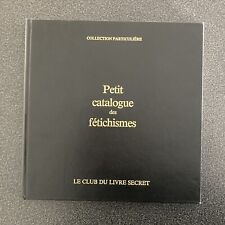 COLLECTION PARTICULIÈRE
Petit
catalogue
des
fétichismes
LE CLUB DU LIVRE SECRET